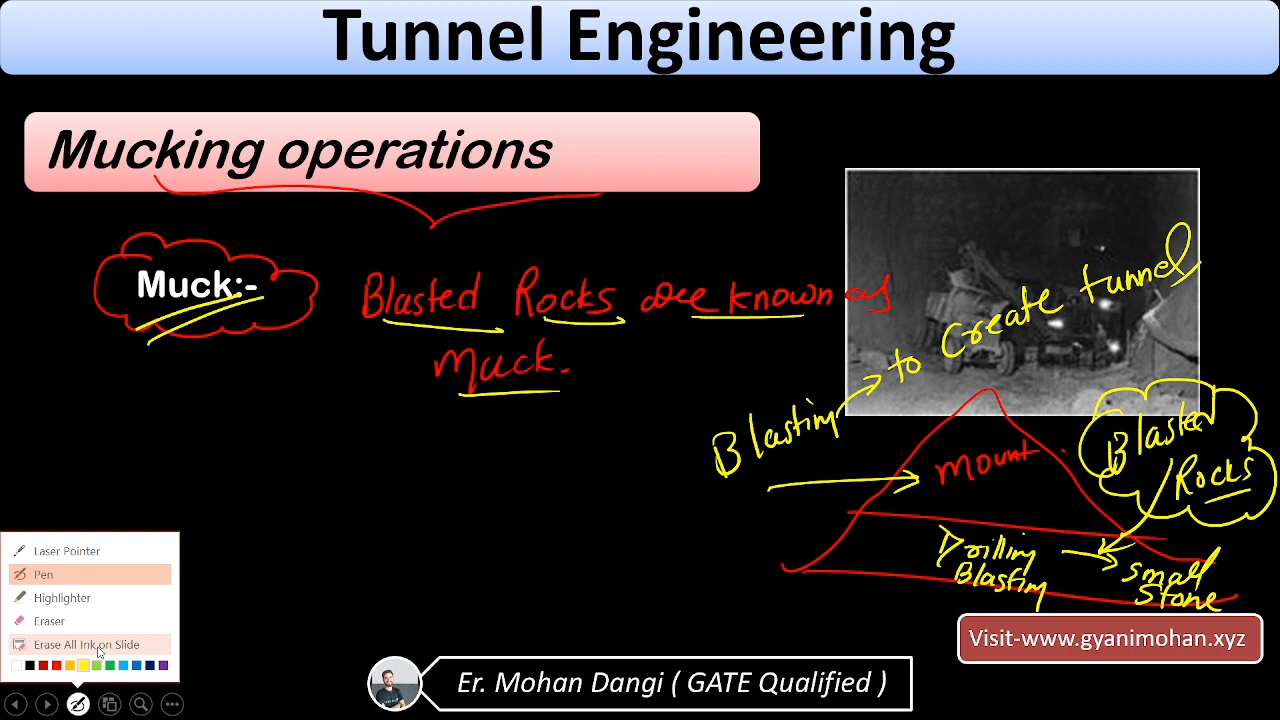 Tunnel Engineering
Mucking operations
Muck:-
Blasted Rocks are known as
Muck.
to Create tunnel
Blasting
Mount
Blasted
Rocks
Drilling
Blasting
Small
Stone
Laser Pointer
Pen
Highlighter
Eraser
Erase All Ink on Slide
Visit-www.gyanimohan.xyz
Er. Mohan Dangi ( GATE Qualified )